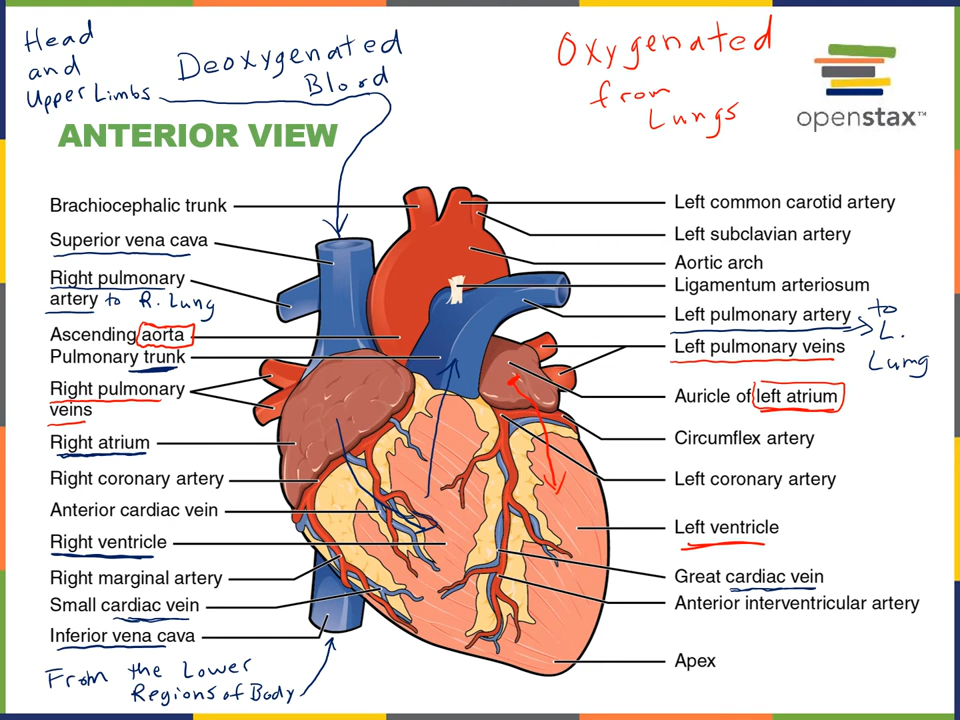 Head
and
Upper Limbs
Deoxygenated
Blood
Oxygenated
from
Lungs
openstax™
ANTERIOR VIEW
Brachiocephalic trunk
Superior vena cava
Right pulmonary
artery to R. Lung
Ascending aorta
Pulmonary trunk
Right pulmonary
veins
Right atrium
Right coronary artery
Anterior cardiac vein
Right ventricle
Right marginal artery
Small cardiac vein
Inferior vena cava
From the Lower
Regions of Body
Left common carotid artery
Left subclavian artery
Aortic arch
Ligamentum arteriosum
Left pulmonary artery
to
L.
Lung
Left pulmonary veins
Auricle of left atrium
Circumflex artery
Left coronary artery
Left ventricle
Great cardiac vein
Anterior interventricular artery
Apex